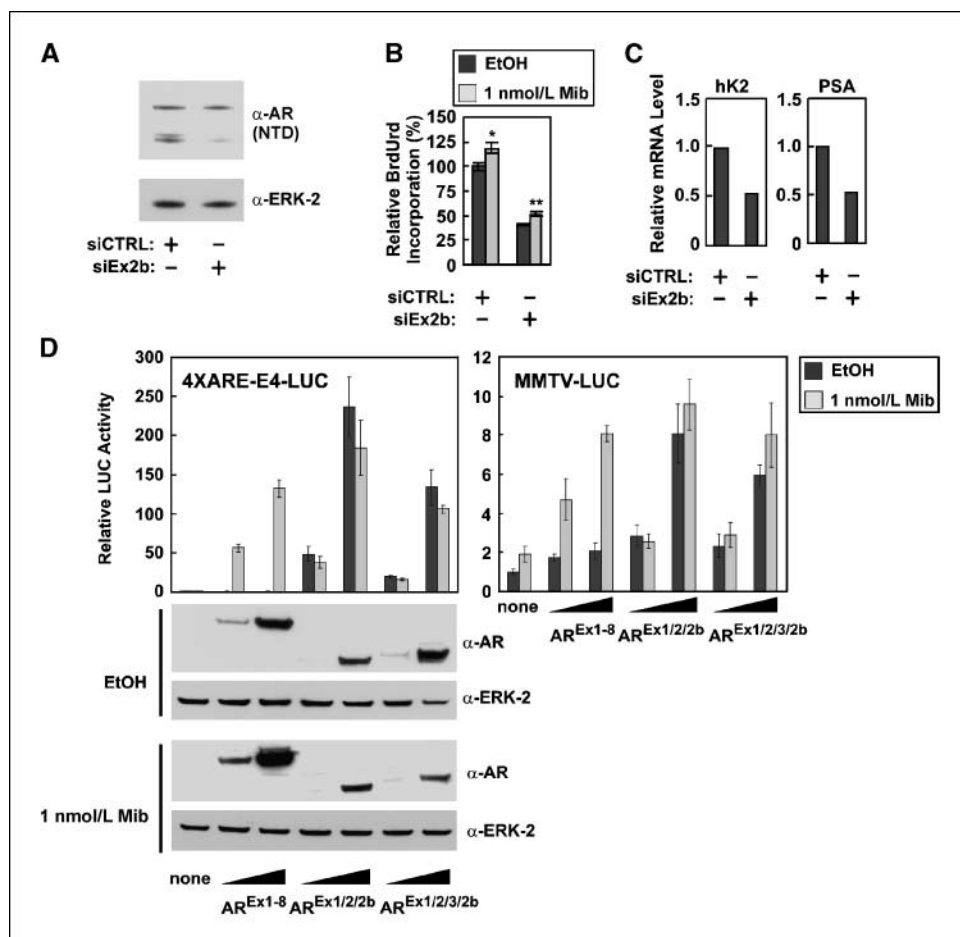 A
α-AR
(NTD)
α-ERK-2
siCTRL: + –
siEx2b: – +
B
EtOH
1 nmol/L Mib
Relative BrdUrd
Incorporation (%)
150
125
100
75
50
25
0
*
**
siCTRL: + –
siEx2b: – +
C
hK2
PSA
Relative mRNA Level
1.5
1.0
0.5
0
1.5
1.0
0.5
0
siCTRL: + – + –
siEx2b: – + – +
D
4XARE-E4-LUC
Relative LUC Activity
300
250
200
150
100
50
0
MMTV-LUC
12
10
8
6
4
2
0
EtOH
1 nmol/L Mib
none
AR^Ex1-8 AR^Ex1/2/2b AR^Ex1/2/3/2b
EtOH
α-AR
α-ERK-2
1 nmol/L Mib
α-AR
α-ERK-2
none
AR^Ex1-8 AR^Ex1/2/2b AR^Ex1/2/3/2b